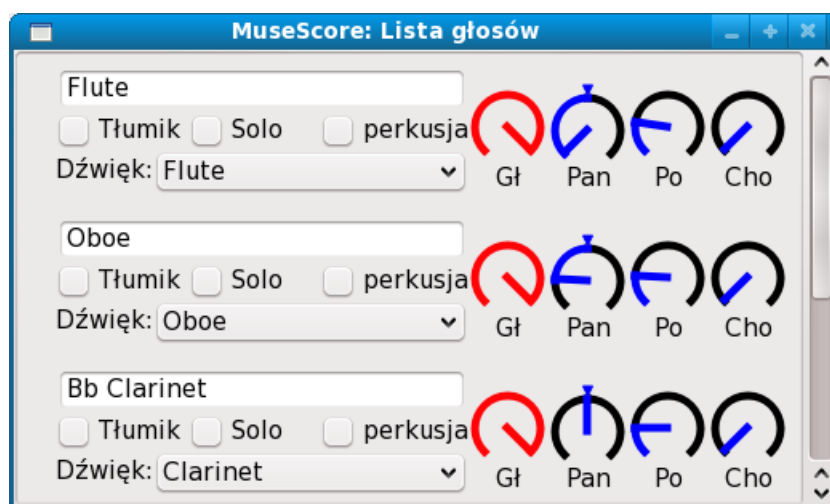 MuseScore: Lista głosów
Flute
Tłumik Solo perkusja
Dźwięk: Flute
Gł Pan Po Cho
Oboe
Tłumik Solo perkusja
Dźwięk: Oboe
Gł Pan Po Cho
Bb Clarinet
Tłumik Solo perkusja
Dźwięk: Clarinet
Gł Pan Po Cho